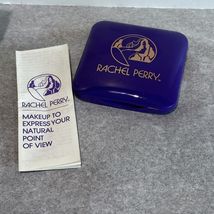 RACHEL PERRY
MAKEUP TO
EXPRESS YOUR
NATURAL
POINT
OF VIEW
RACHEL PERRY